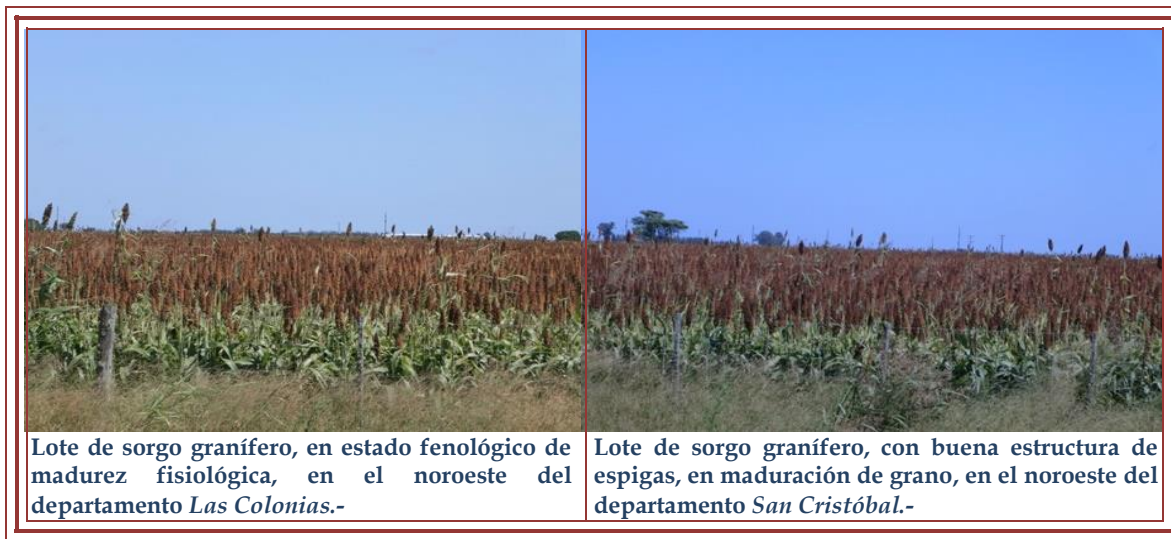 Lote de sorgo granífero, en estado fenológico de
madurez fisiológica, en el noroeste del
departamento Las Colonias.-
Lote de sorgo granífero, con buena estructura de
espigas, en maduración de grano, en el noroeste del
departamento San Cristóbal.-